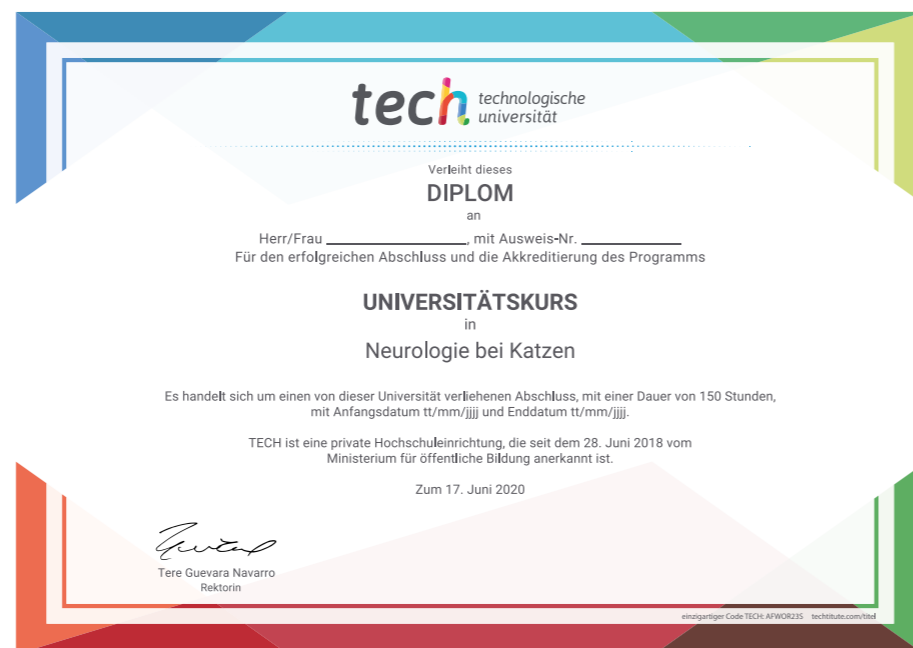 tech technologische
universität
Verleiht dieses
DIPLOM
an
Herr/Frau ____________________, mit Ausweis-Nr. ______________
Für den erfolgreichen Abschluss und die Akkreditierung des Programms
UNIVERSITÄTSKURS
in
Neurologie bei Katzen
Es handelt sich um einen von dieser Universität verliehenen Abschluss, mit einer Dauer von 150 Stunden,
mit Anfangsdatum tt/mm/jjjj und Enddatum tt/mm/jjjj.
TECH ist eine private Hochschuleinrichtung, die seit dem 28. Juni 2018 vom
Ministerium für öffentliche Bildung anerkannt ist.
Zum 17. Juni 2020
Tere Guevara Navarro
Rektorin
einzigartiger Code TECH: AFWOR23S techtitute.com/titel